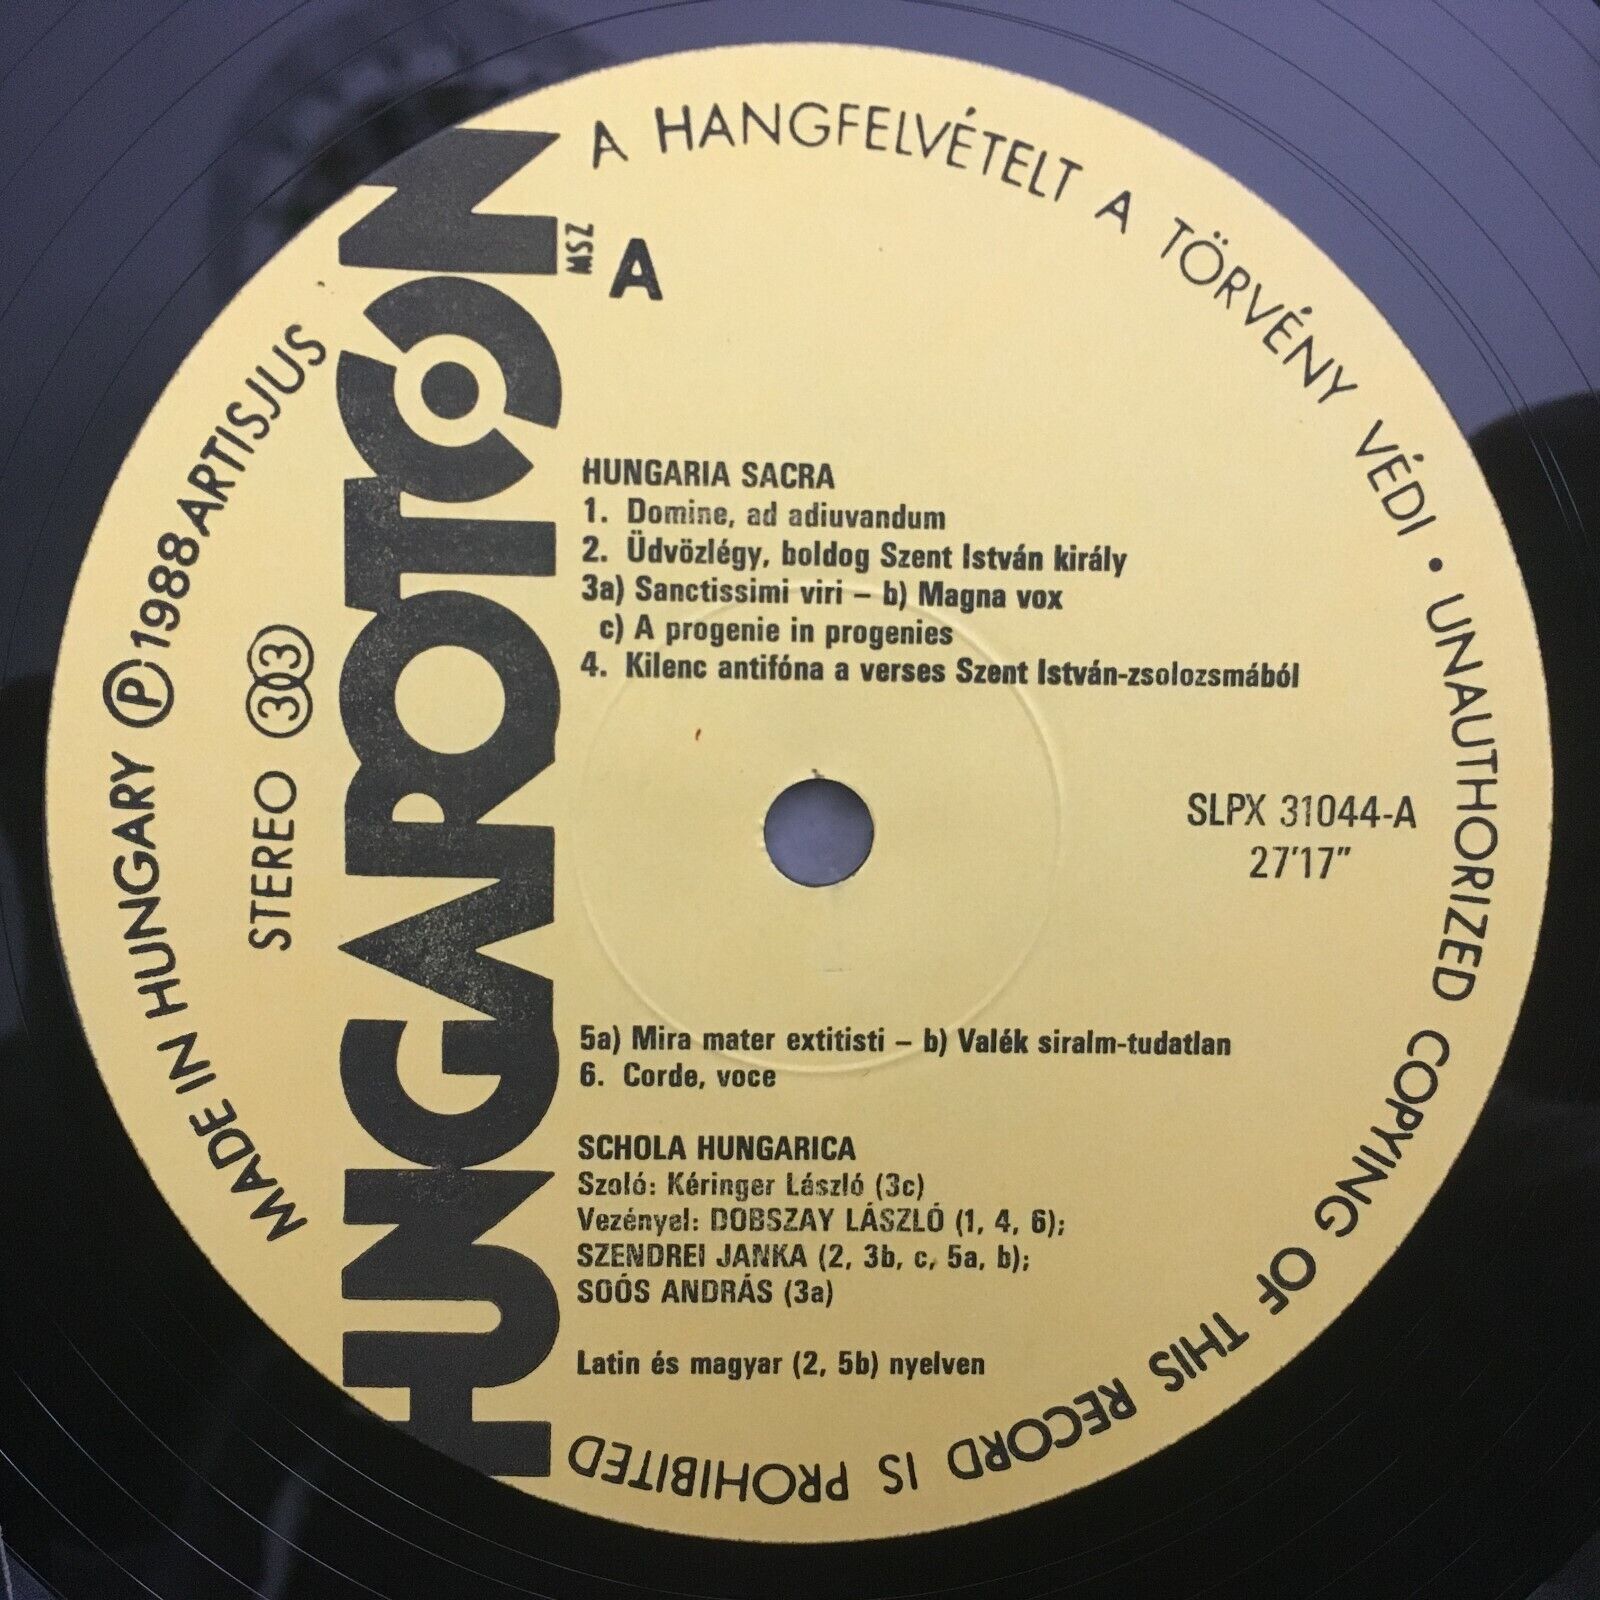 A HANGFELVÉTELT A TÖRVÉNY VÉDI • UNAUTHORIZED COPYING OF THIS RECORD IS PROHIBITED
MADE IN HUNGARY Ⓟ 1988 ARTISJUS
STEREO 33 0
HUNGAROTON
MSZ
A
HUNGARIA SACRA
1. Domine, ad adiuvandum
2. Üdvözlégy, boldog Szent István király
3a) Sanctissimi viri – b) Magna vox
c) A progenie in progenies
4. Kilenc antifóna a verses Szent István-zsolozsmából
SLPX 31044-A
27'17"
5a) Mira mater extitisti – b) Valék siralm-tudatlan
6. Corde, voce
SCHOLA HUNGARICA
Szoló: Kéringer László (3c)
Vezényel: DOBSZAY LÁSZLÓ (1, 4, 6);
SZENDREI JANKA (2, 3b, c, 5a, b);
SOÓS ANDRÁS (3a)
Latin és magyar (2, 5b) nyelven